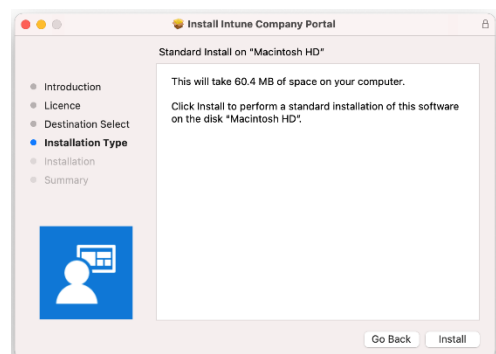 Install Intune Company Portal
Standard Install on "Macintosh HD"
Introduction
Licence
Destination Select
Installation Type
Installation
Summary
This will take 60.4 MB of space on your computer.
Click Install to perform a standard installation of this software
on the disk "Macintosh HD".
Go Back
Install